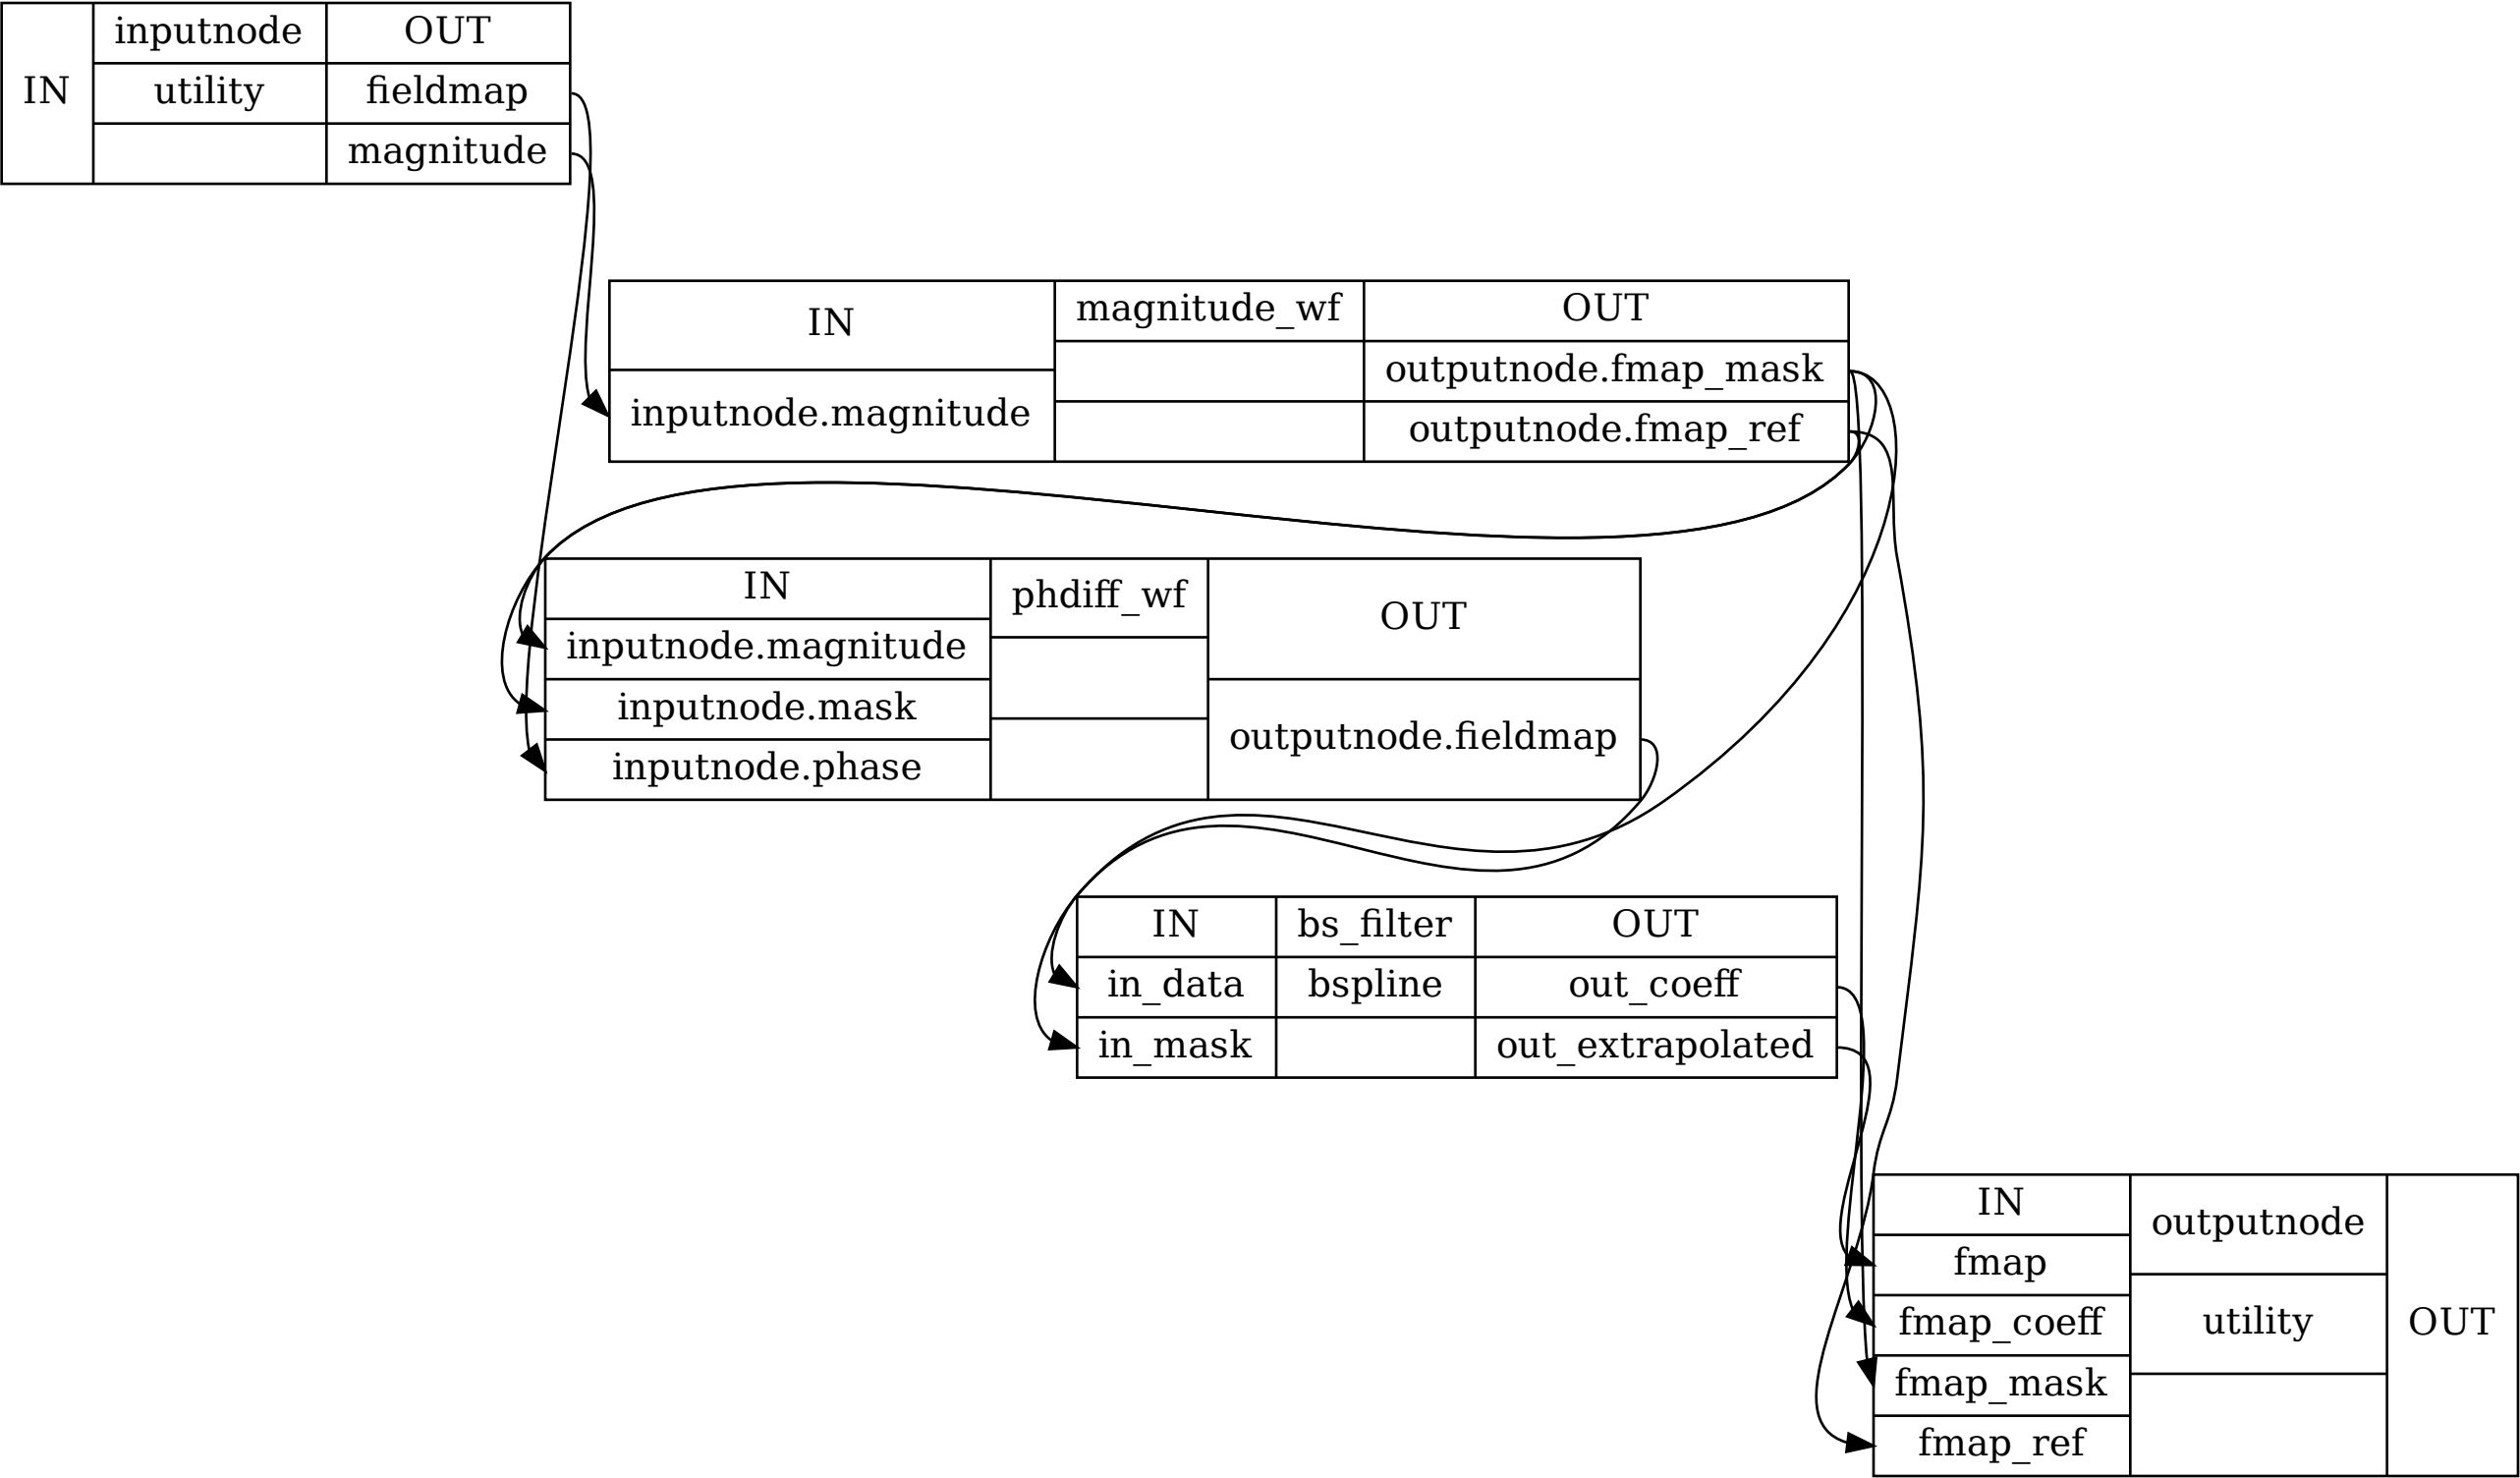 IN
inputnode
OUT
utility
fieldmap
magnitude
IN
magnitude_wf
OUT
inputnode.magnitude
outputnode.fmap_mask
outputnode.fmap_ref
IN
phdiff_wf
OUT
inputnode.magnitude
inputnode.mask
inputnode.phase
outputnode.fieldmap
IN
bs_filter
OUT
in_data
bspline
out_coeff
in_mask
out_extrapolated
IN
outputnode
OUT
fmap
utility
fmap_coeff
fmap_mask
fmap_ref